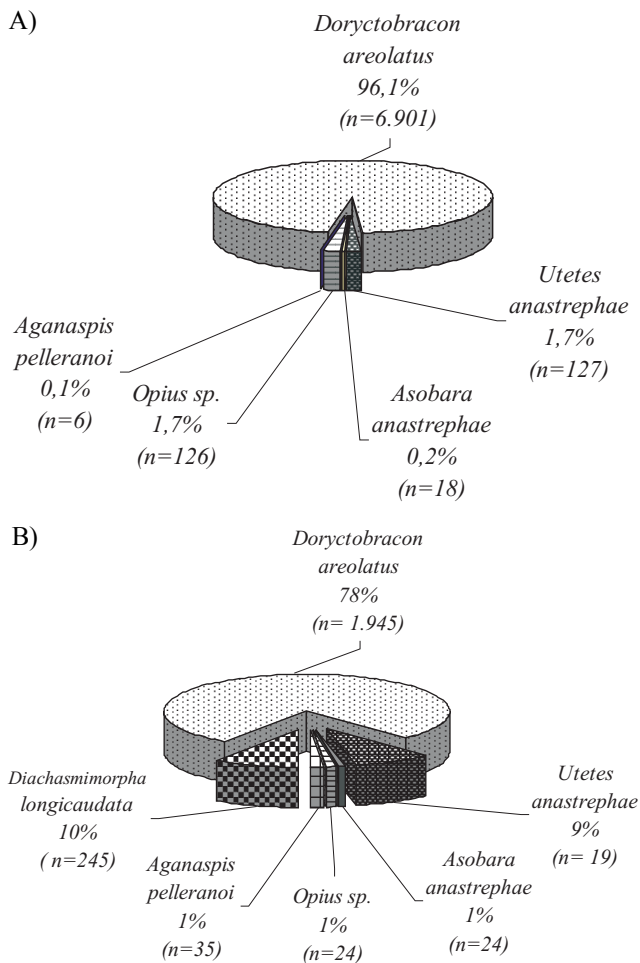 A)
Doryctobracon
areolatus
96,1%
(n=6.901)
Utetes
anastrephae
1,7%
(n=127)
Aganaspis
pelleranoi
0,1%
(n=6)
Opius sp.
1,7%
(n=126)
Asobara
anastrephae
0,2%
(n=18)
B)
Doryctobracon
areolatus
78%
(n= 1.945)
Diachasmimorpha
longicaudata
10%
( n=245)
Utetes
anastrephae
9%
(n= 19)
Aganaspis
pelleranoi
1%
(n=35)
Opius sp.
1%
(n=24)
Asobara
anastrephae
1%
(n=24)